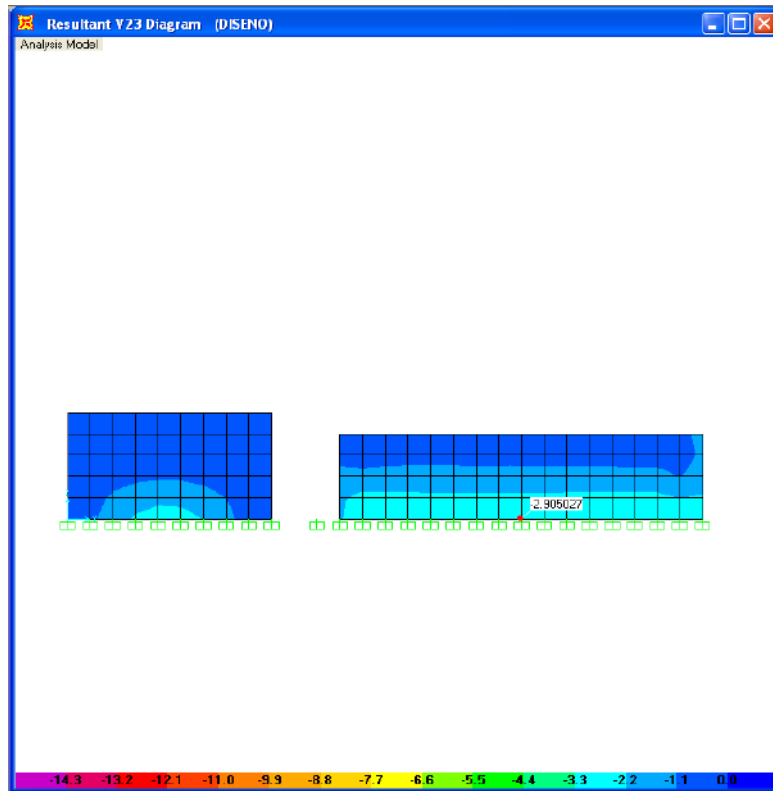 Resultant V23 Diagram (DISENO)
Analysis Model
-2.905027
-14.3 -13.2 -12.1 -11.0 -9.9 -8.8 -7.7 -6.6 -5.5 -4.4 -3.3 -2.2 -1.1 0.0